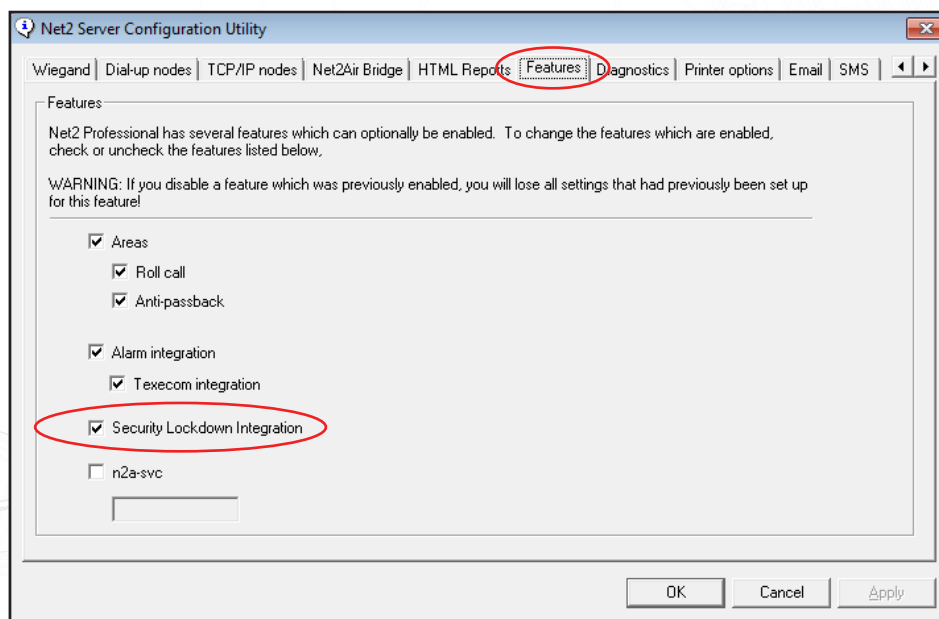 Net2 Server Configuration Utility
Wiegand Dial-up nodes TCP/IP nodes Net2Air Bridge HTML Reports Features Diagnostics Printer options Email SMS
Features
Net2 Professional has several features which can optionally be enabled. To change the features which are enabled,
check or uncheck the features listed below,
WARNING: If you disable a feature which was previously enabled, you will lose all settings that had previously been set up
for this feature!
Areas
Roll call
Anti-passback
Alarm integration
Texecom integration
Security Lockdown Integration
n2a-svc
OK Cancel Apply